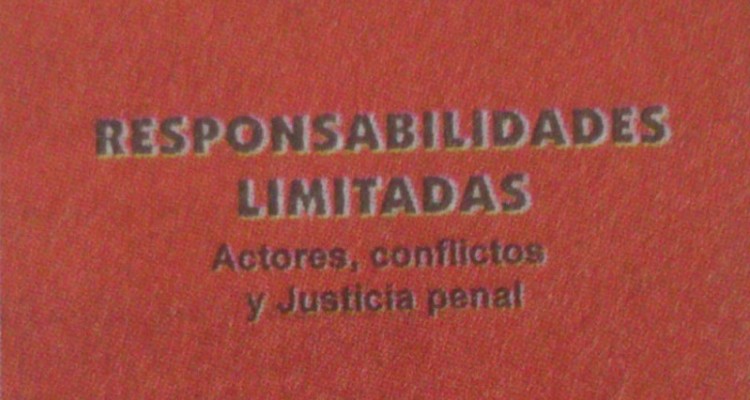 RESPONSABILIDADES
LIMITADAS
Actores, conflictos
y Justicia penal